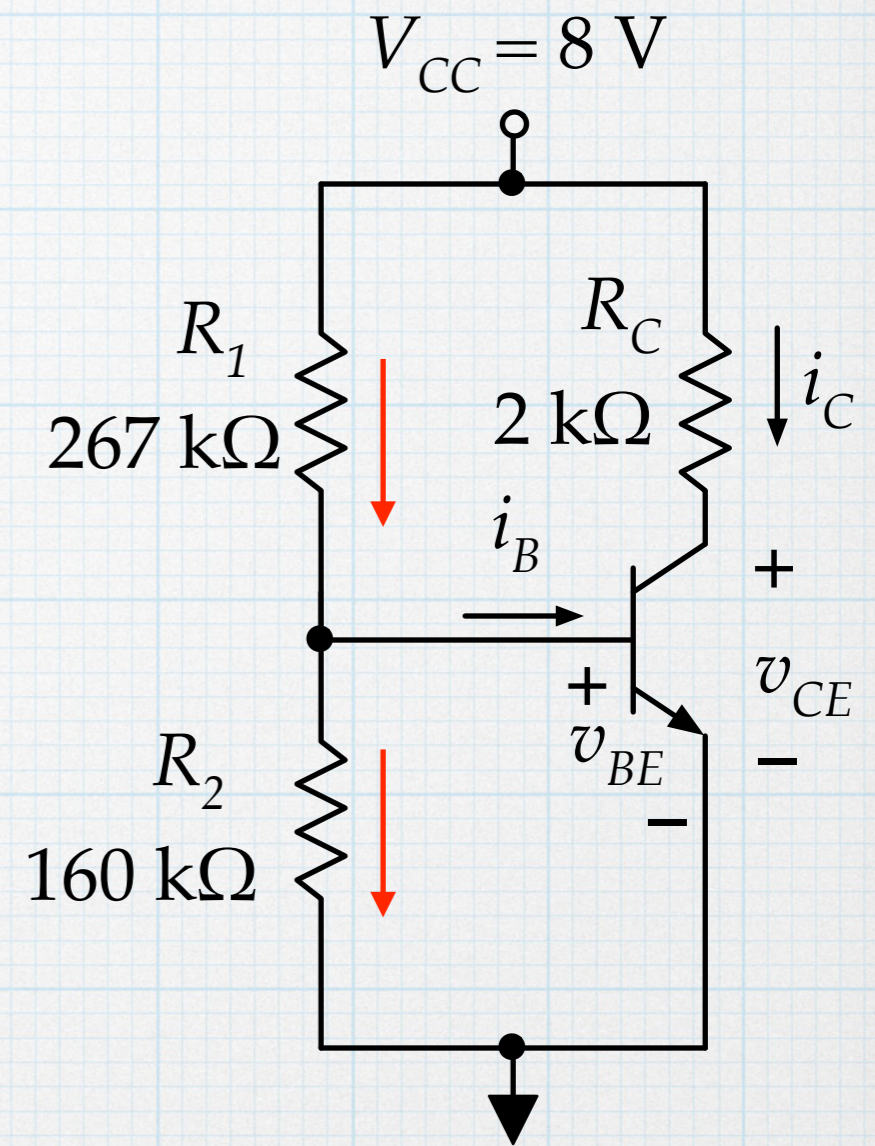 V_CC = 8 V
R_1
267 kΩ
R_C
2 kΩ
i_C
i_B
+
v_CE
−
+
v_BE
−
R_2
160 kΩ